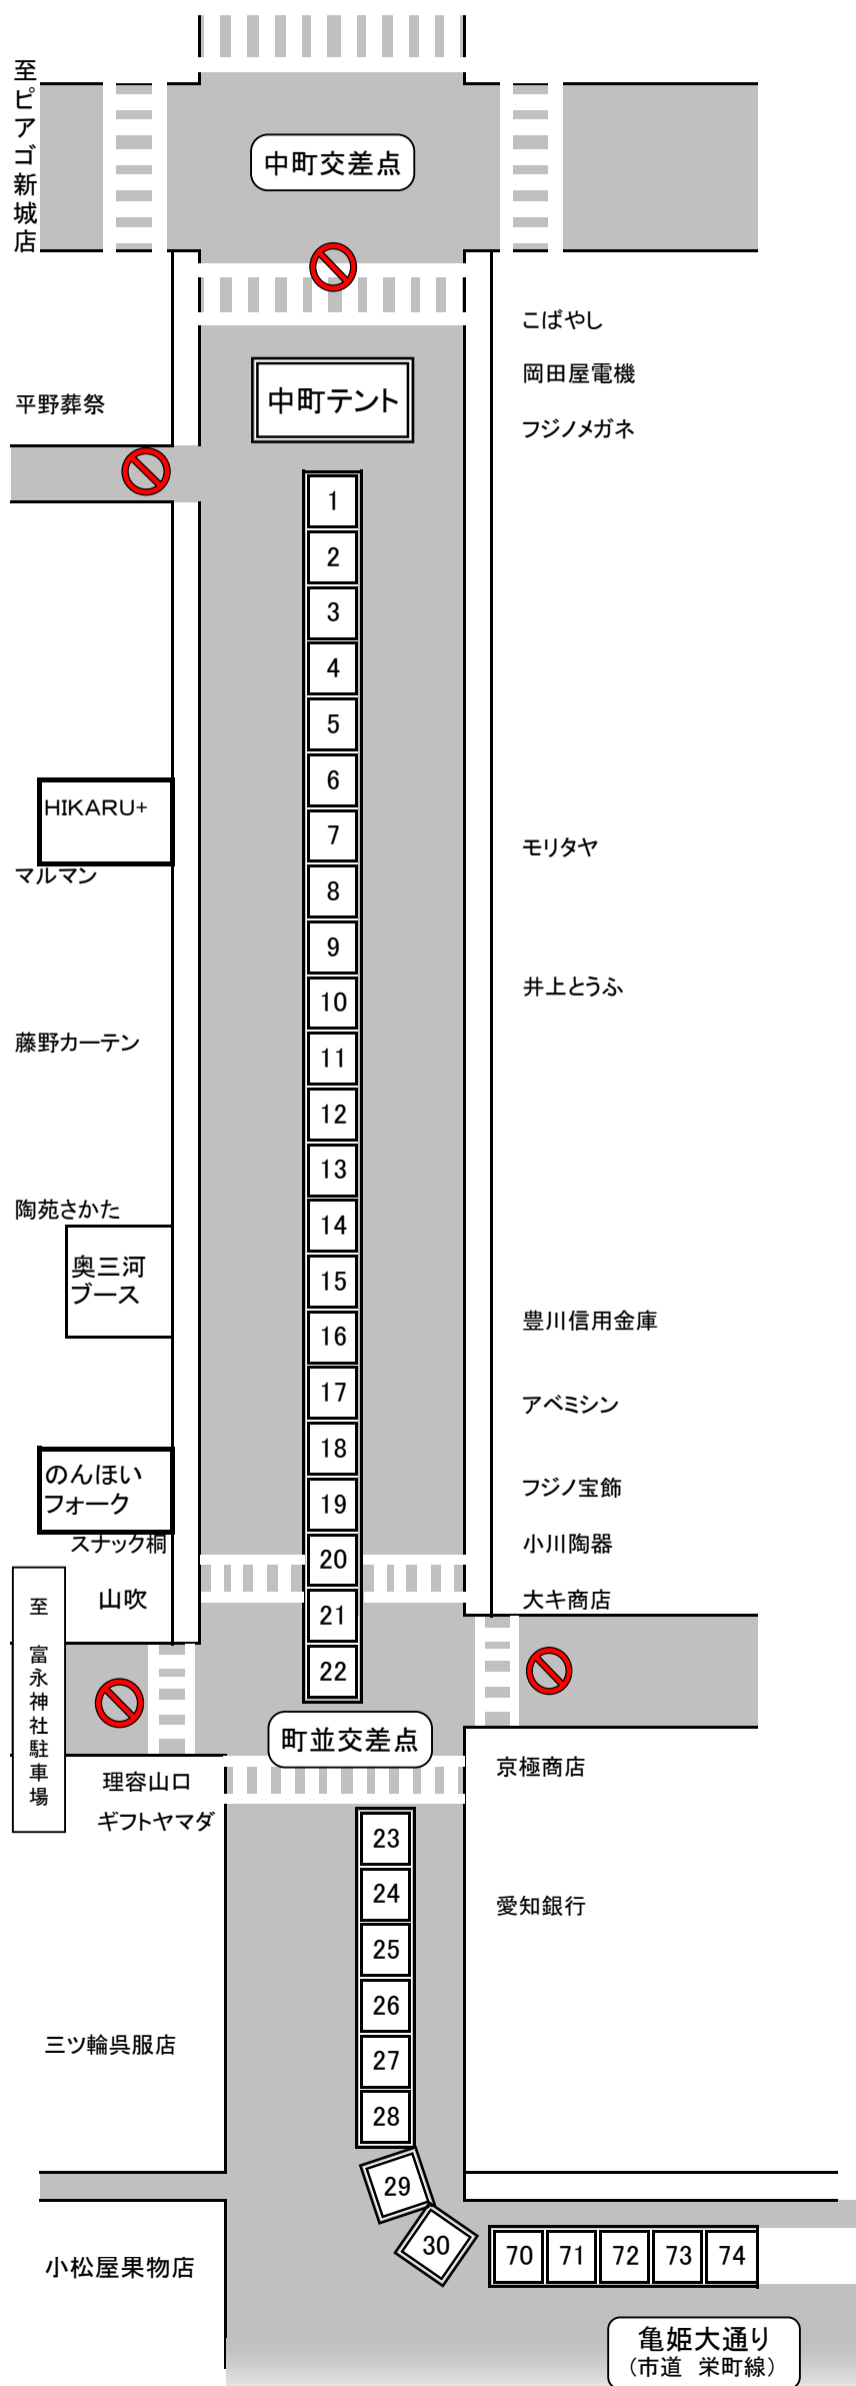 至ピアゴ新城店
中町交差点
こばやし
岡田屋電機
フジノメガネ
平野葬祭
中町テント
1
2
3
4
5
6
7
8
9
10
11
12
13
14
15
16
17
18
19
20
21
22
HIKARU+
マルマン
モリタヤ
井上とうふ
藤野カーテン
陶苑さかた
奥三河
ブース
豊川信用金庫
アベミシン
のんほい
フォーク
フジノ宝飾
スナック桐
小川陶器
山吹
大キ商店
至 富永神社駐車場
町並交差点
理容山口
ギフトヤマダ
京極商店
23
24
25
26
27
28
29
30
愛知銀行
三ツ輪呉服店
小松屋果物店
70 71 72 73 74
亀姫大通り
(市道 栄町線)